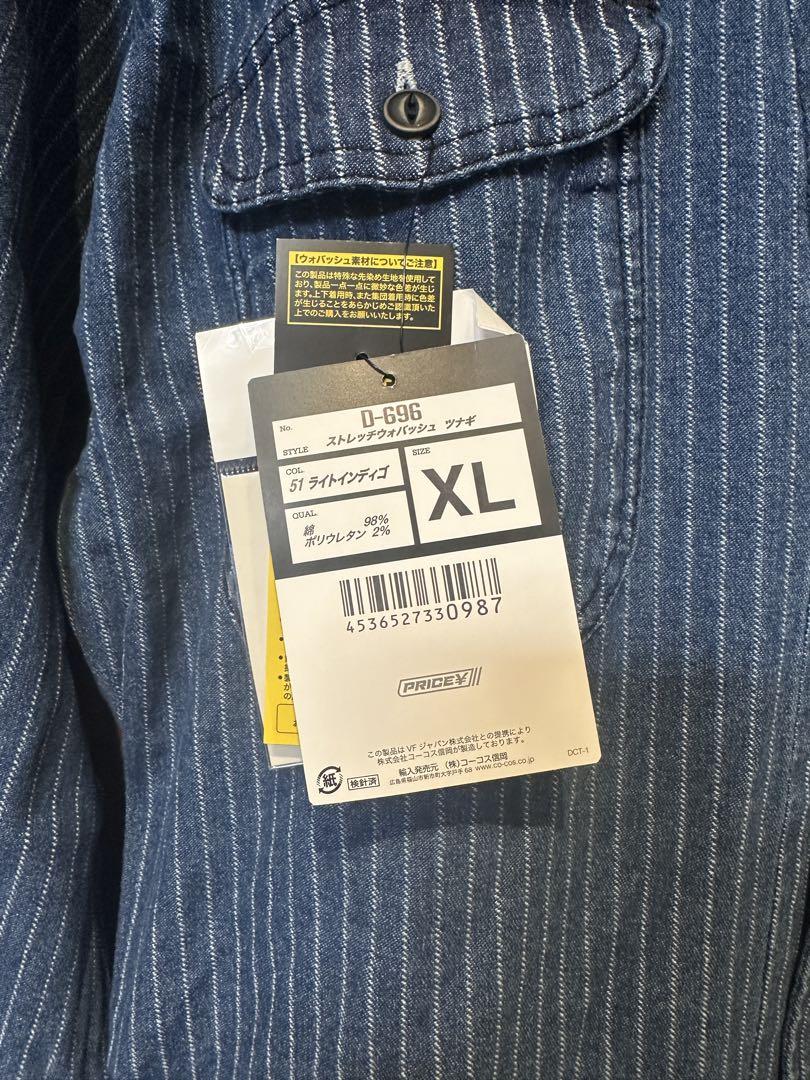 【ウォバッシュ素材についてご注意】
この製品は特殊な先染め生地を使用して
おり、製品一点一点に微妙な色差が生じ
ます。上下着用時、また集団着用時に色差
が生じることをあらかじめご認識頂いた
上でのご購入をお願いいたします。
No. D-696
STYLE ストレッチウォバッシュ ツナギ
COL. 51 ライトインディゴ
SIZE XL
QUAL.
綿 98%
ポリウレタン 2%
4536527330987
PRICE¥
この製品は VF ジャパン株式会社との提携により
株式会社コーコス信岡が製造しております。
DCT-1
紙 検針済
輸入発売元 (株)コーコス信岡
広島県福山市新市町大字戸手 68 www.co-cos.co.jp